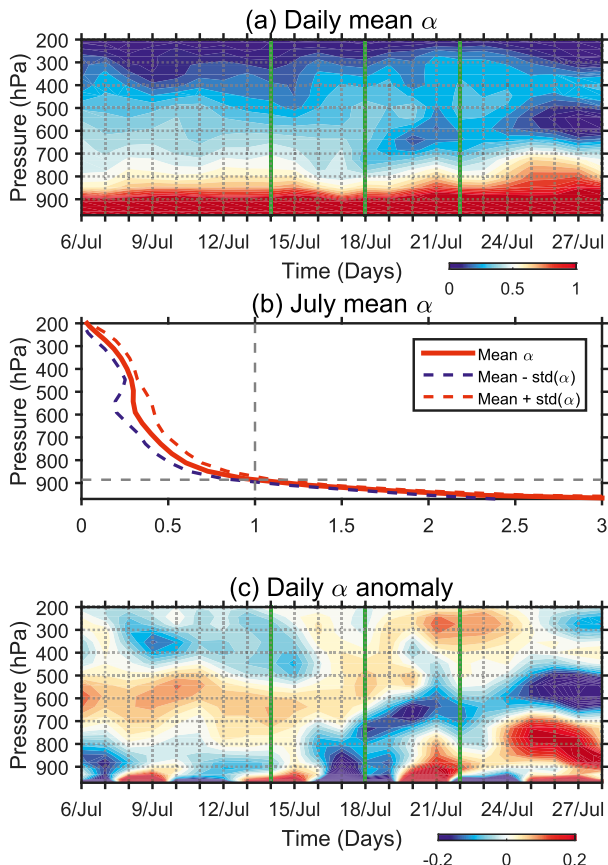 (a) Daily mean α
200
300
400
500
600
700
800
900
Pressure (hPa)
6/Jul 9/Jul 12/Jul 15/Jul 18/Jul 21/Jul 24/Jul 27/Jul
Time (Days)
0 0.5 1
(b) July mean α
200
300
400
500
600
700
800
900
Pressure (hPa)
Mean α
Mean - std(α)
Mean + std(α)
0 0.5 1 1.5 2 2.5 3
(c) Daily α anomaly
200
300
400
500
600
700
800
900
Pressure (hPa)
6/Jul 9/Jul 12/Jul 15/Jul 18/Jul 21/Jul 24/Jul 27/Jul
Time (Days)
-0.2 0 0.2